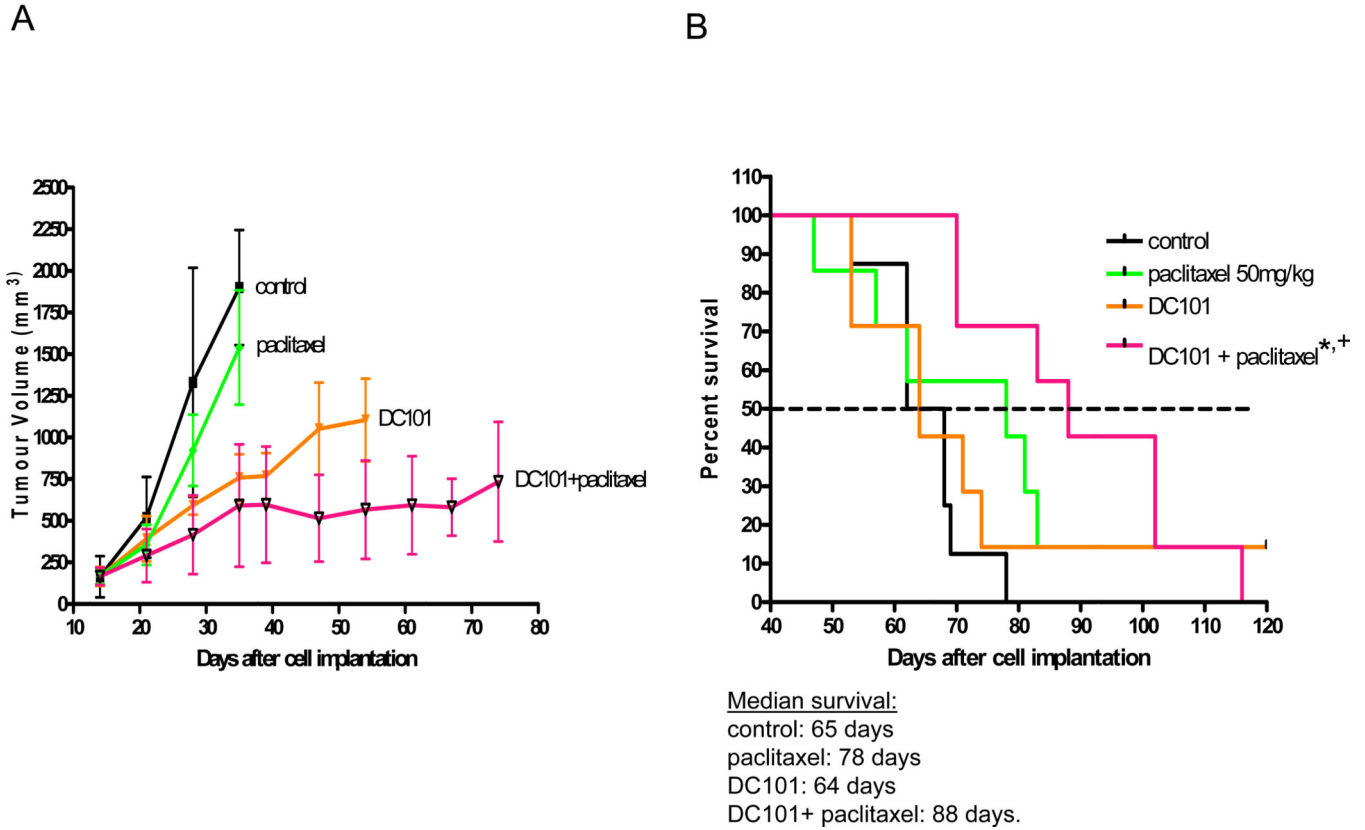 A
B
2500
2250
2000
1750
1500
1250
1000
750
500
250
0
Tumour Volume (mm³)
control
paclitaxel
DC101
DC101+paclitaxel
10 20 30 40 50 60 70 80
Days after cell implantation
110
100
90
80
70
60
50
40
30
20
10
0
Percent survival
control
paclitaxel 50mg/kg
DC101
DC101 + paclitaxel*,+
40 50 60 70 80 90 100 110 120
Days after cell implantation
Median survival:
control: 65 days
paclitaxel: 78 days
DC101: 64 days
DC101+ paclitaxel: 88 days.